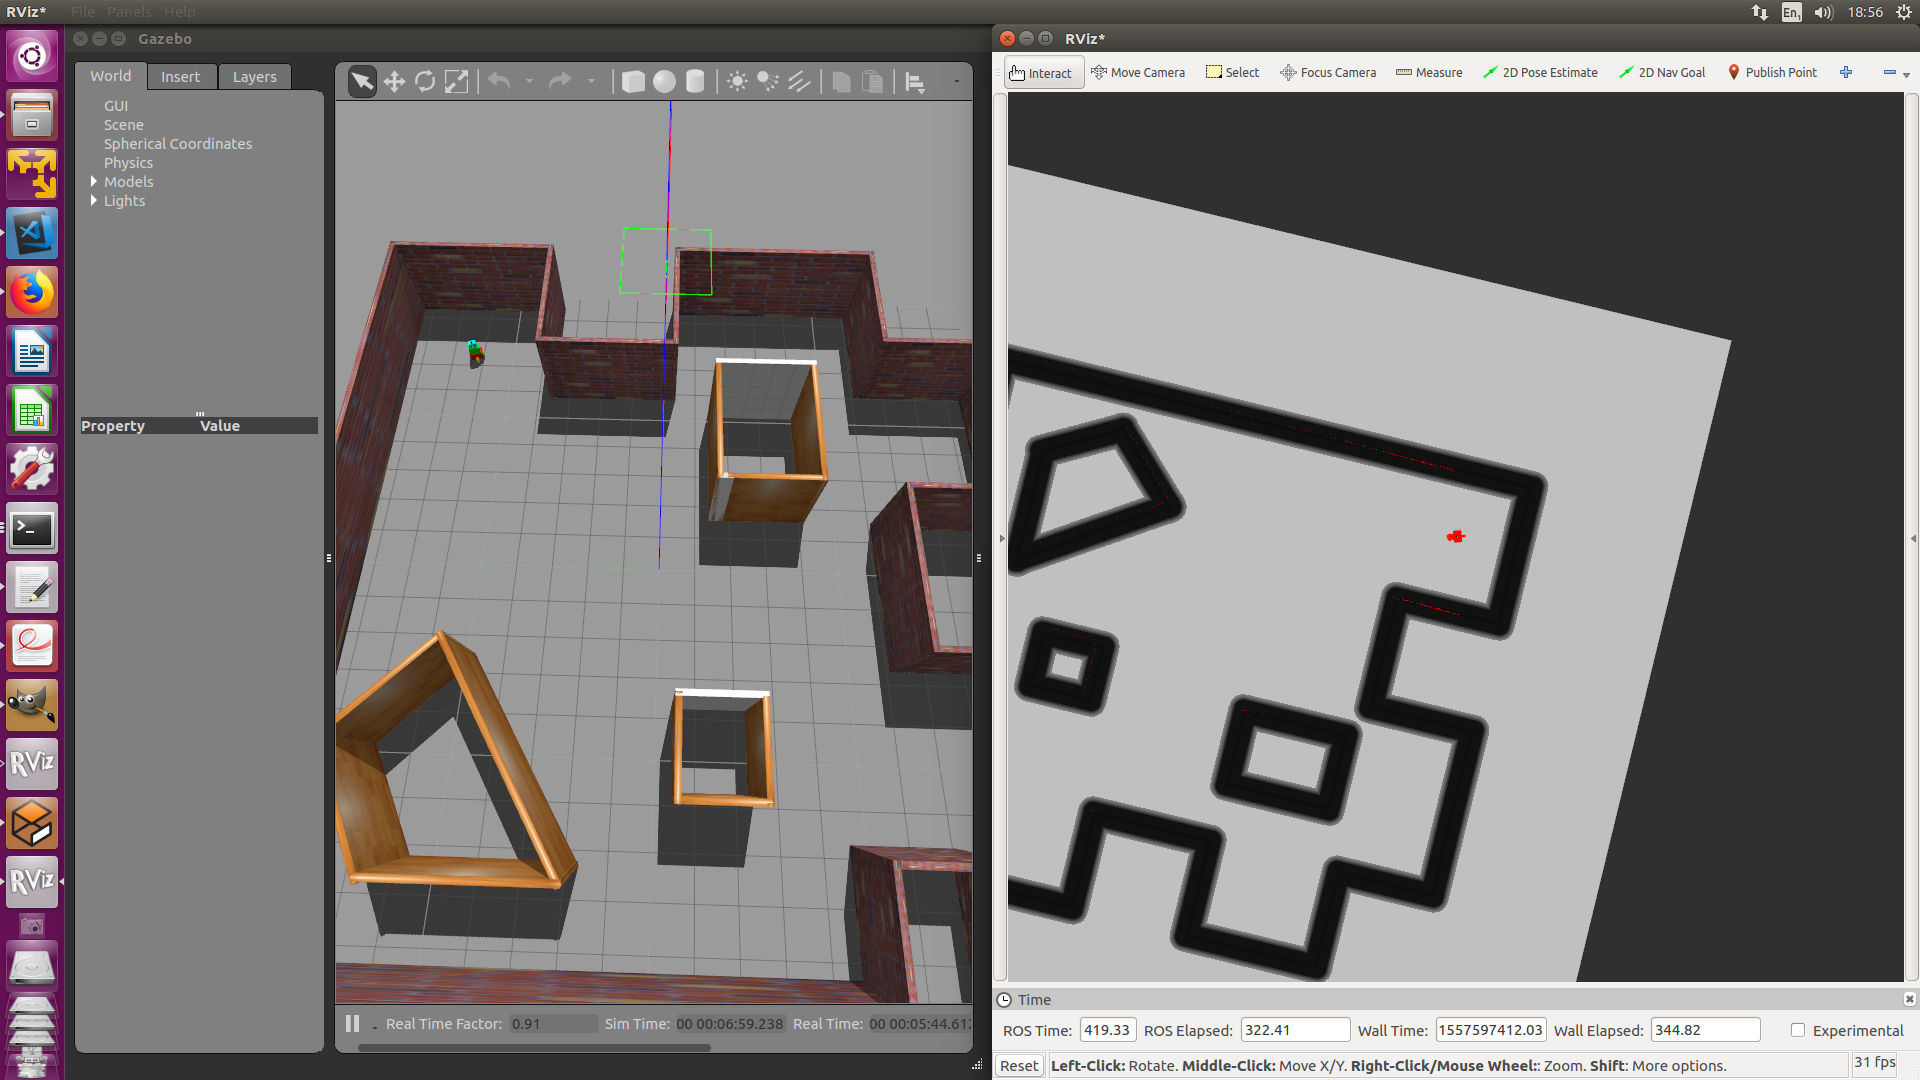 RViz*
File Panels Help
En1
18:56
Gazebo
World Insert Layers
GUI
Scene
Spherical Coordinates
Physics
Models
Lights
Property Value
Real Time Factor: 0.91 Sim Time: 00 00:06:59.238 Real Time: 00 00:05:44.61
RViz*
Interact Move Camera Select Focus Camera Measure 2D Pose Estimate 2D Nav Goal Publish Point
Time
ROS Time: 419.33 ROS Elapsed: 322.41 Wall Time: 1557597412.03 Wall Elapsed: 344.82 Experimental
Reset Left-Click: Rotate. Middle-Click: Move X/Y. Right-Click/Mouse Wheel:: Zoom. Shift: More options. 31 fps
RViz
RViz